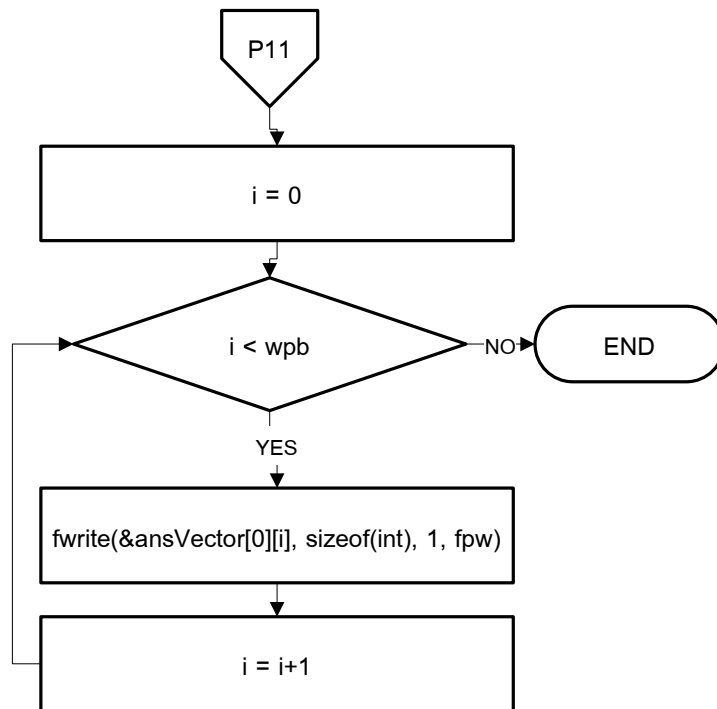 P11
i = 0
i < wpb
NO
END
YES
fwrite(&ansVector[0][i], sizeof(int), 1, fpw)
i = i+1